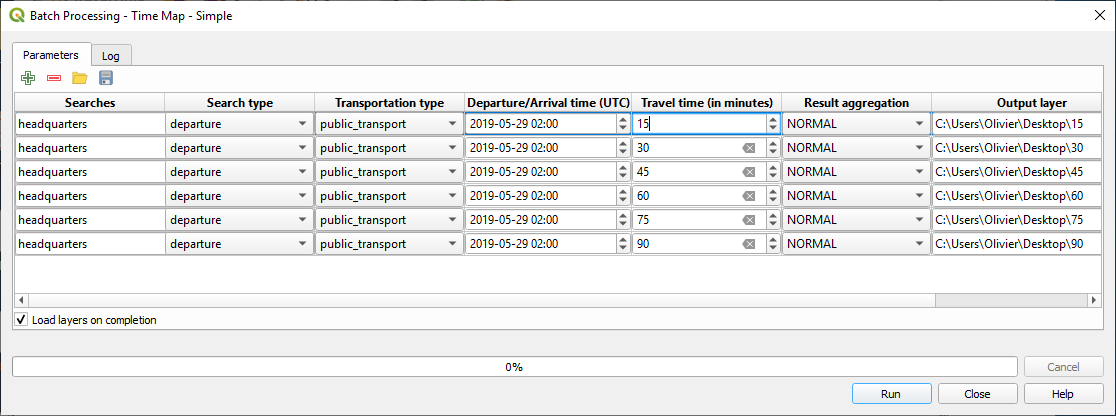 Batch Processing - Time Map - Simple
Parameters Log
Searches Search type Transportation type Departure/Arrival time (UTC) Travel time (in minutes) Result aggregation Output layer
headquarters departure public_transport 2019-05-29 02:00 15 NORMAL C:\Users\Olivier\Desktop\15
headquarters departure public_transport 2019-05-29 02:00 30 NORMAL C:\Users\Olivier\Desktop\30
headquarters departure public_transport 2019-05-29 02:00 45 NORMAL C:\Users\Olivier\Desktop\45
headquarters departure public_transport 2019-05-29 02:00 60 NORMAL C:\Users\Olivier\Desktop\60
headquarters departure public_transport 2019-05-29 02:00 75 NORMAL C:\Users\Olivier\Desktop\75
headquarters departure public_transport 2019-05-29 02:00 90 NORMAL C:\Users\Olivier\Desktop\90
Load layers on completion
0% Cancel
Run Close Help